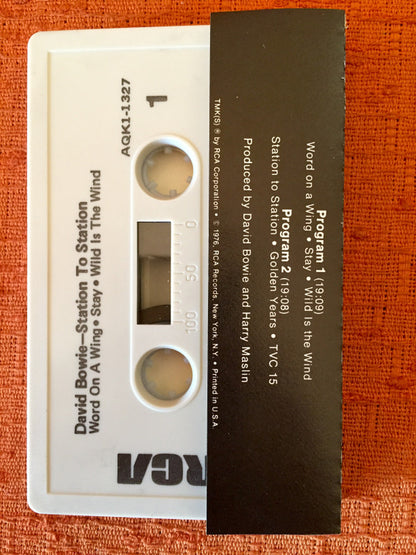 AQK1-1327
1
0
50
100
David Bowie—Station To Station
Word On A Wing • Stay • Wild Is The Wind
RCA
Program 1 (19:09)
Word on a Wing • Stay • Wild Is the Wind
Program 2 (19:08)
Station to Station • Golden Years • TVC 15
Produced by David Bowie and Harry Maslin
TMK(S) ® by RCA Corporation • © 1976, RCA Records, New York, N.Y. • Printed in U.S.A.